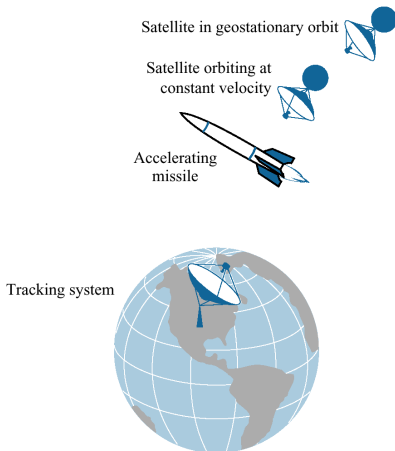 Satellite in geostationary orbit
Satellite orbiting at
constant velocity
Accelerating
missile
Tracking system